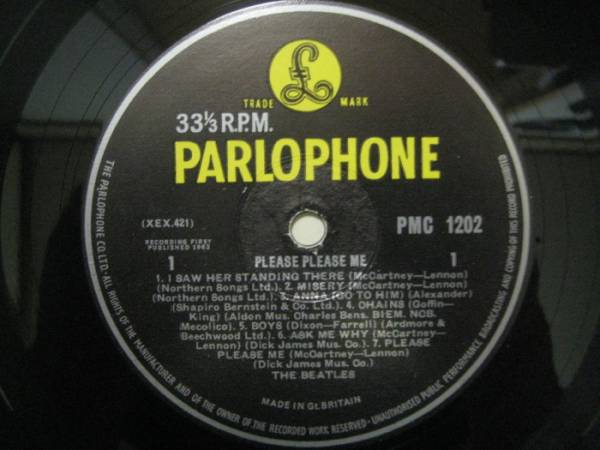 £
TRADE MARK
33⅓ R.P.M.
PARLOPHONE
(XEX.421)
PMC 1202
RECORDING FIRST
PUBLISHED 1963
1 PLEASE PLEASE ME 1
1. I SAW HER STANDING THERE (McCartney—Lennon)
(Northern Songs Ltd.) 2. MISERY (McCartney—Lennon)
(Northern Songs Ltd.) 3. ANNA (GO TO HIM) (Alexander)
(Shapiro Bernstein & Co. Ltd.) 4. CHAINS (Goffin—
King) (Aldon Mus. Charles Bens. BIEM. NCB.
Mecolico) 5. BOYS (Dixon—Farrell) (Ardmore &
Beechwood Ltd.) 6. ASK ME WHY (McCartney—
Lennon) (Dick James Mus. Co.) 7. PLEASE
PLEASE ME (McCartney—Lennon)
(Dick James Mus. Co.)
THE BEATLES
MADE IN Gt. BRITAIN
THE PARLOPHONE CO. LTD.—ALL RIGHTS OF THE MANUFACTURER AND OF THE OWNER OF THE RECORDED WORK RESERVED—UNAUTHORISED PUBLIC PERFORMANCE BROADCASTING AND COPYING OF THIS RECORD PROHIBITED